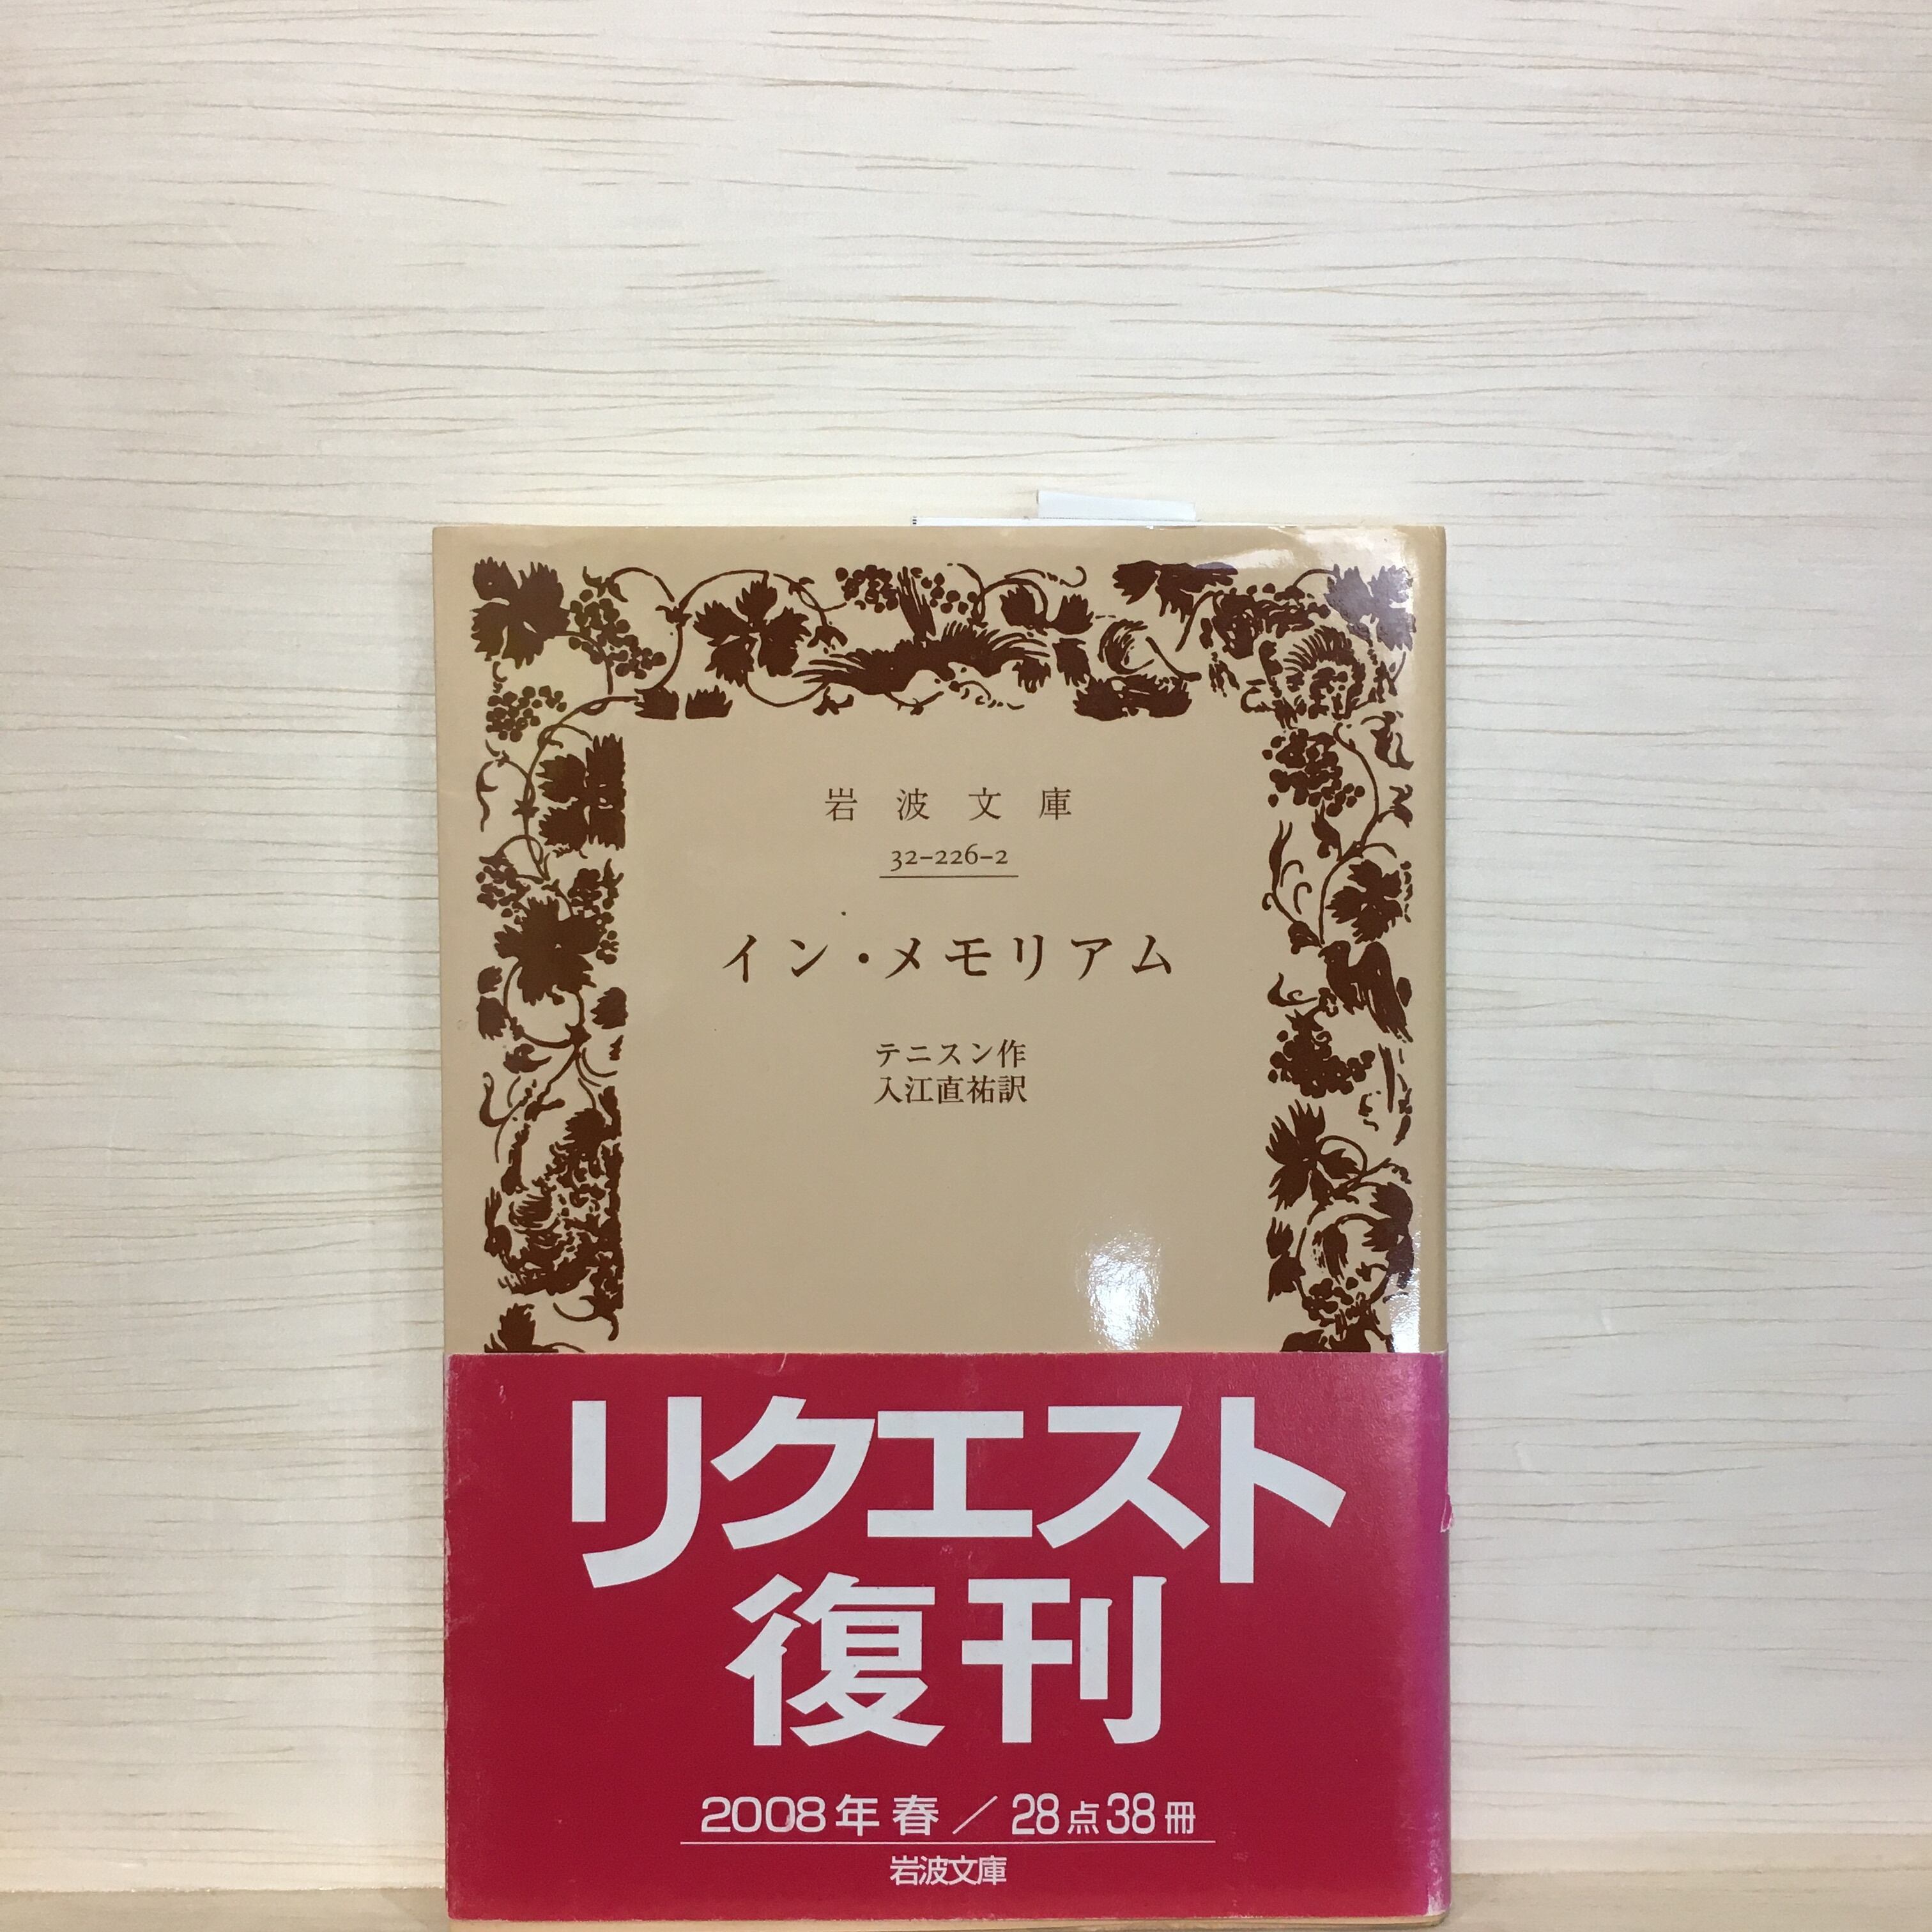 岩波文庫
32-226-2
イン・メモリアム
テニスン作
入江直祐訳
リクエスト
復刊
2008年 春／28点38冊
岩波文庫